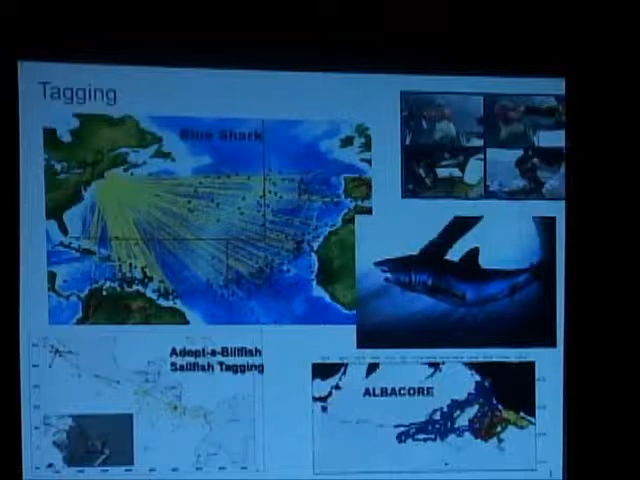 Tagging
Blue Shark
Adopt-a-Billfish
Sailfish Tagging
ALBACORE